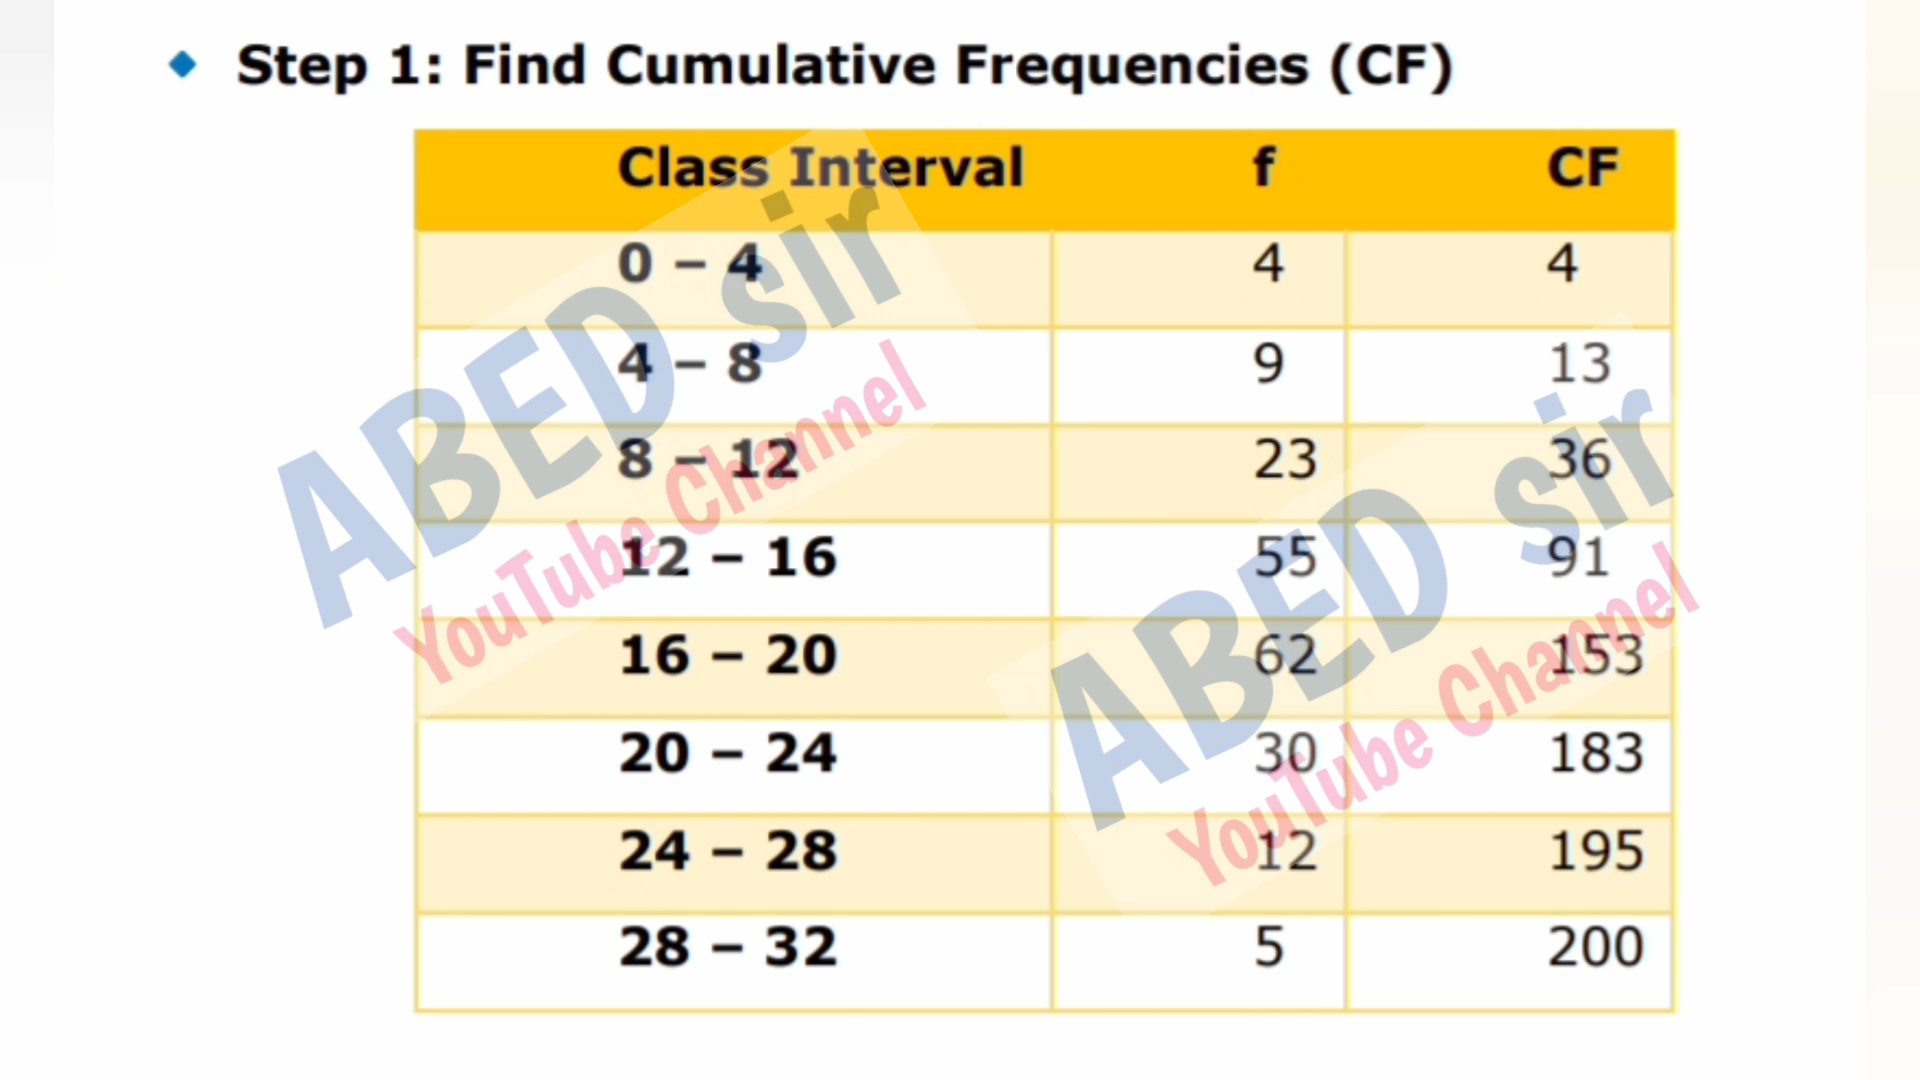 Step 1: Find Cumulative Frequencies (CF)
Class Interval f CF
0 – 4 4 4
4 – 8 9 13
8 – 12 23 36
12 – 16 55 91
16 – 20 62 153
20 – 24 30 183
24 – 28 12 195
28 – 32 5 200
ABED sir
YouTube Channel
ABED sir
YouTube Channel